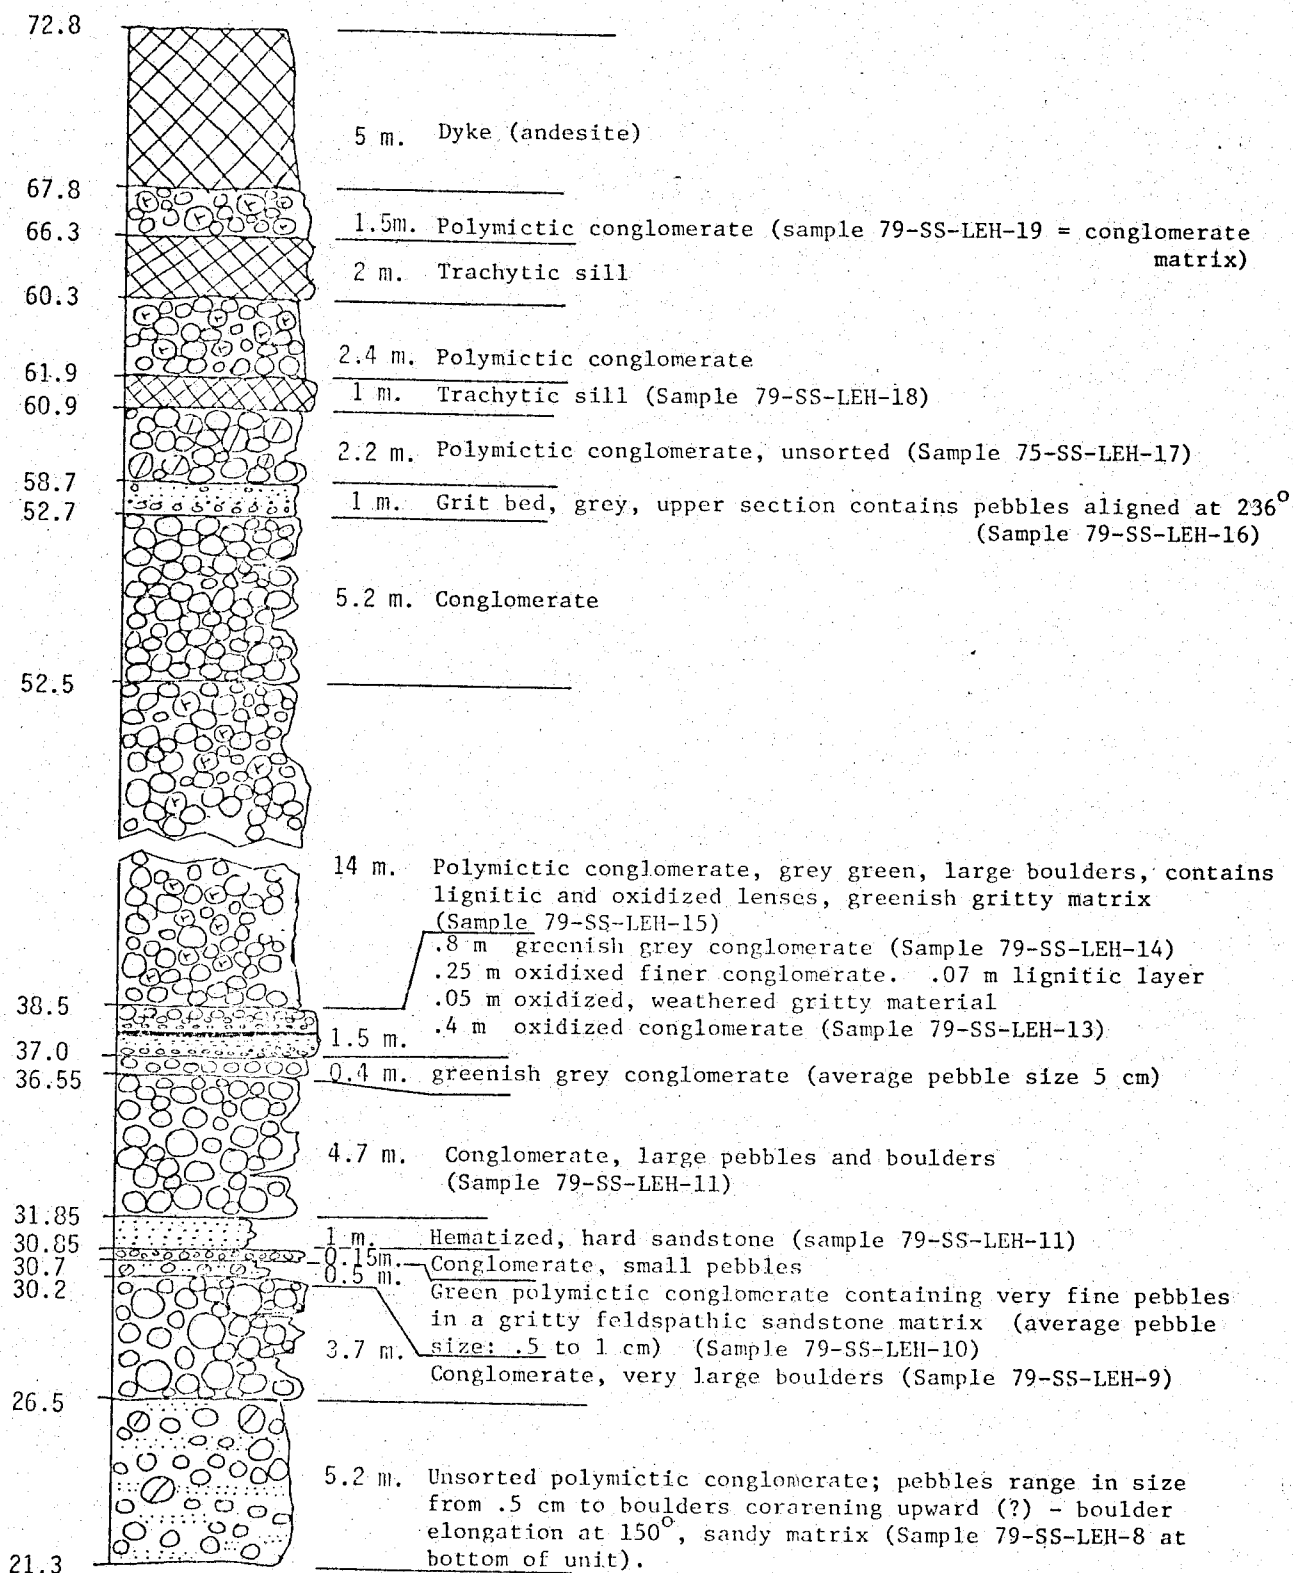 72.8
5 m. Dyke (andesite)
67.8
1.5m. Polymictic conglomerate (sample 79-SS-LEH-19 = conglomerate
matrix)
66.3
2 m. Trachytic sill
60.3
2.4 m. Polymictic conglomerate
61.9
1 m. Trachytic sill (Sample 79-SS-LEH-18)
60.9
2.2 m. Polymictic conglomerate, unsorted (Sample 75-SS-LEH-17)
58.7
1 m. Grit bed, grey, upper section contains pebbles aligned at 236°
(Sample 79-SS-LEH-16)
52.7
5.2 m. Conglomerate
52.5
14 m. Polymictic conglomerate, grey green, large boulders, contains
lignitic and oxidized lenses, greenish gritty matrix
(Sample 79-SS-LEH-15)
.8 m greenish grey conglomerate (Sample 79-SS-LEH-14)
.25 m oxidixed finer conglomerate. .07 m lignitic layer
.05 m oxidized, weathered gritty material
38.5
.4 m oxidized conglomerate (Sample 79-SS-LEH-13)
1.5 m.
37.0
0.4 m. greenish grey conglomerate (average pebble size 5 cm)
36.55
4.7 m. Conglomerate, large pebbles and boulders
(Sample 79-SS-LEH-11)
31.85
1 m. Hematized, hard sandstone (sample 79-SS-LEH-11)
30.85
0.15m. Conglomerate, small pebbles
30.7
0.5 m. Green polymictic conglomerate containing very fine pebbles
30.2
in a gritty feldspathic sandstone matrix (average pebble
size: .5 to 1 cm) (Sample 79-SS-LEH-10)
3.7 m. Conglomerate, very large boulders (Sample 79-SS-LEH-9)
26.5
5.2 m. Unsorted polymictic conglomerate; pebbles range in size
from .5 cm to boulders corarening upward (?) - boulder
elongation at 150°, sandy matrix (Sample 79-SS-LEH-8 at
bottom of unit).
21.3